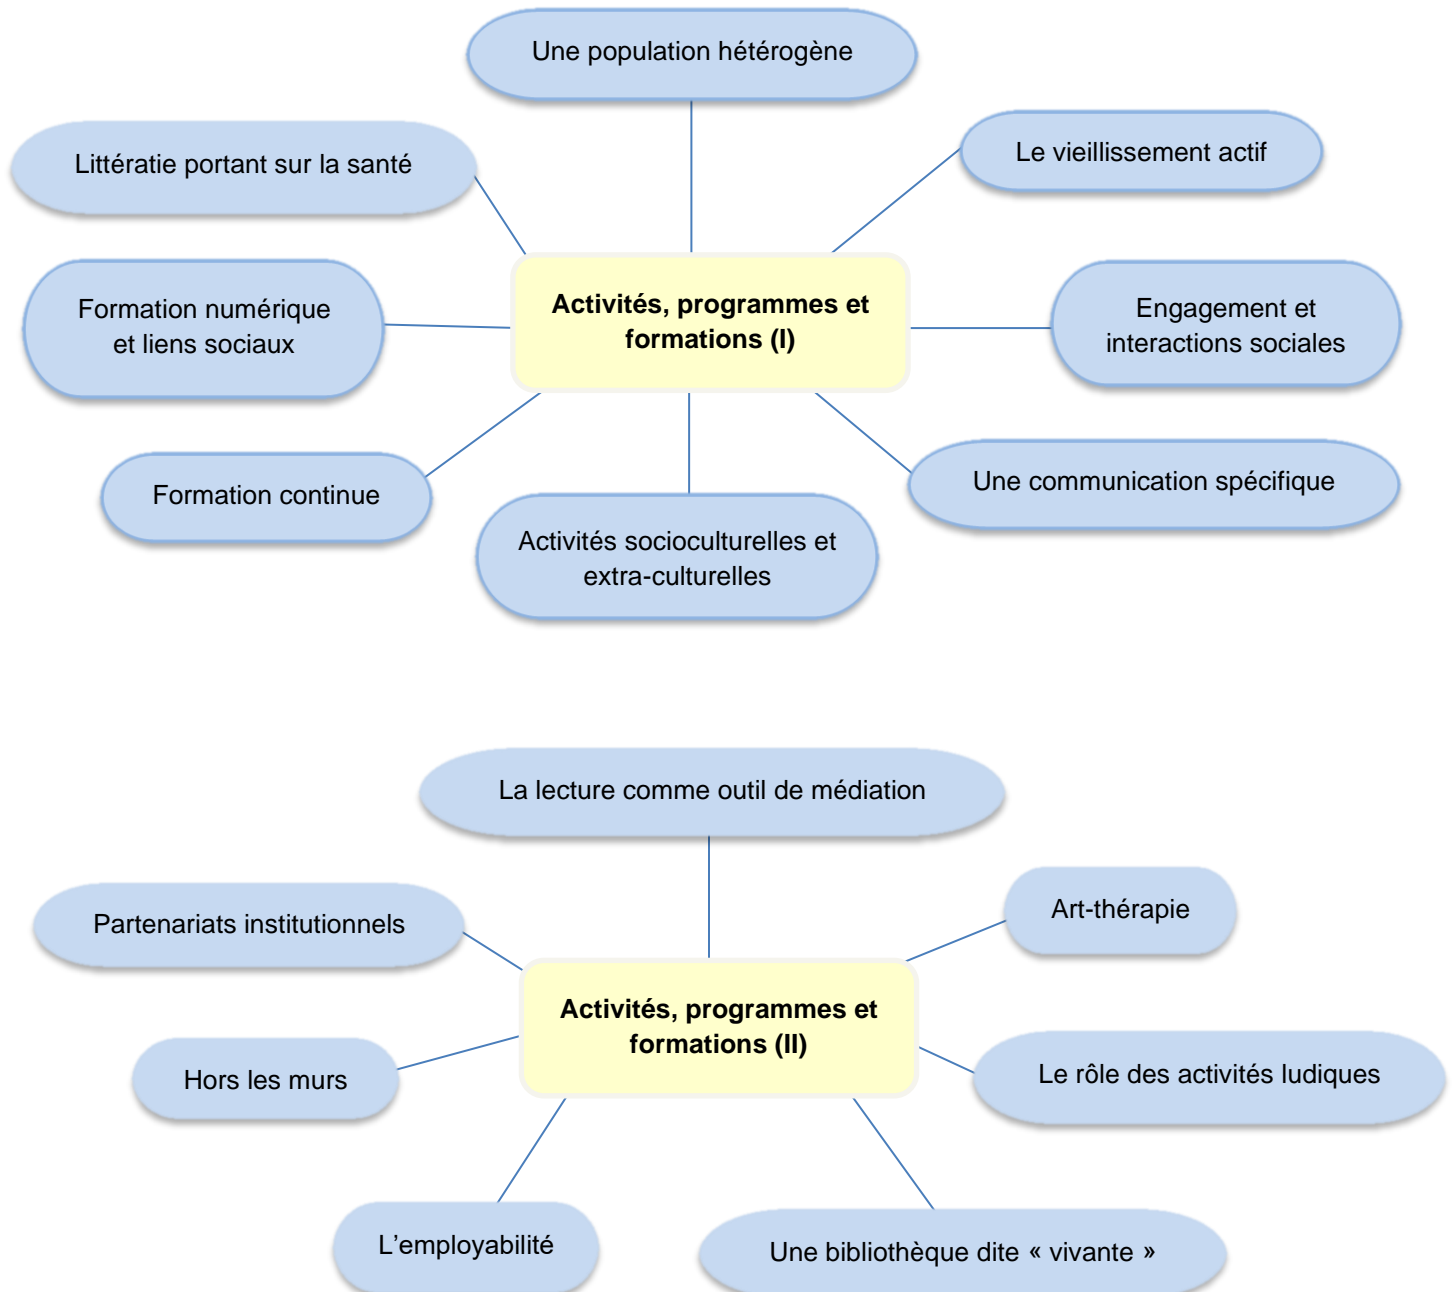 Une population hétérogène
Le vieillissement actif
Littératie portant sur la santé
Activités, programmes et
formations (I)
Formation numérique
et liens sociaux
Engagement et
interactions sociales
Formation continue
Une communication spécifique
Activités socioculturelles et
extra-culturelles
La lecture comme outil de médiation
Art-thérapie
Partenariats institutionnels
Activités, programmes et
formations (II)
Hors les murs
Le rôle des activités ludiques
L'employabilité
Une bibliothèque dite « vivante »